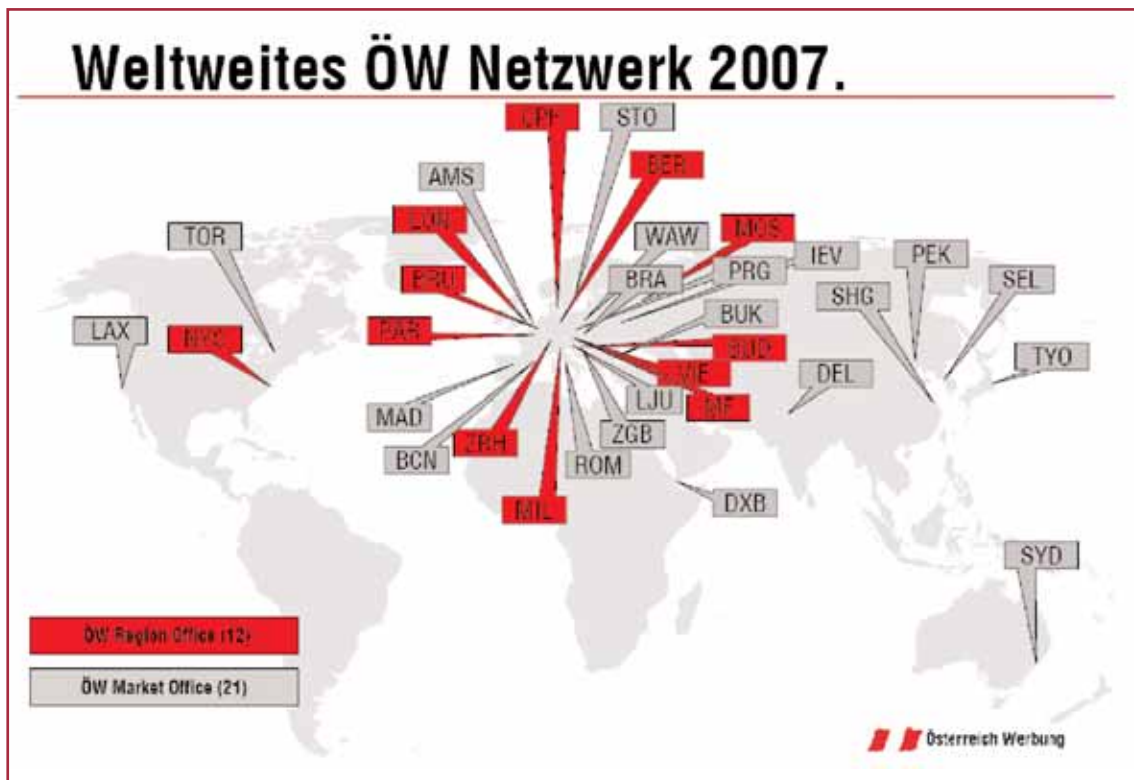 Weltweites ÖW Netzwerk 2007.
CPH
STO
BER
AMS
LON
TOR
WAW
MOS
IEV
PEK
BRU
BRA
PRG
SEL
SHG
LAX
NYC
PAR
BUK
BUD
TYO
VIE
DEL
MAD
LJU
ZRH
ZGB
BCN
ROM
MIL
DXB
SYD
ÖW Region Office (12)
ÖW Market Office (21)
Österreich Werbung